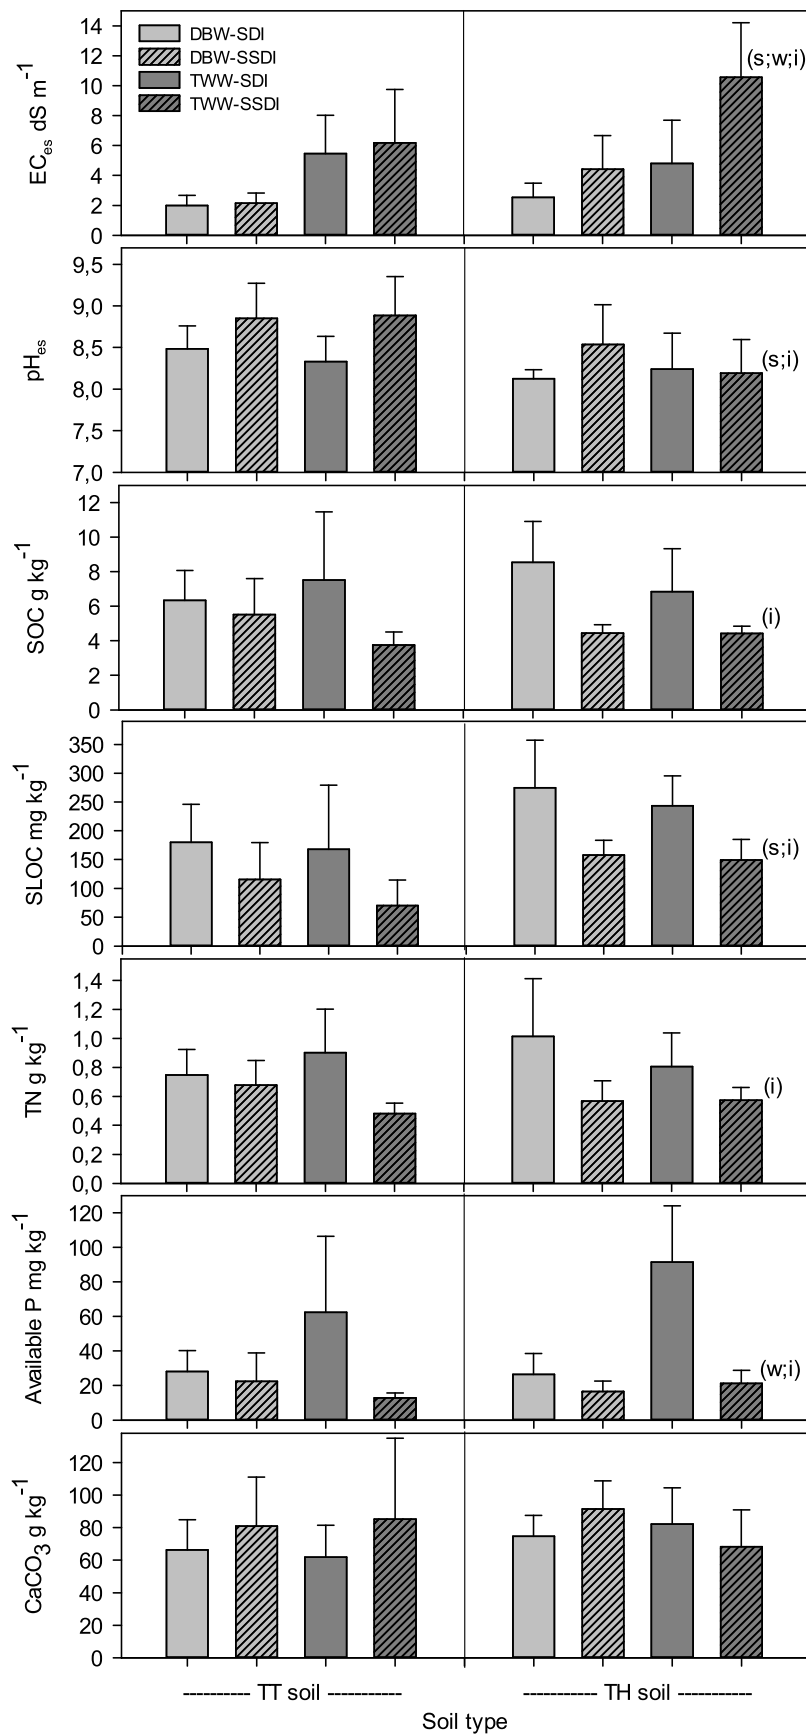 DBW-SDI
DBW-SSDI
TWW-SDI
TWW-SSDI
EC_es dS m^-1
14
12
10
8
6
4
2
0
(s;w;i)
pH_es
9,5
9,0
8,5
8,0
7,5
7,0
(s;i)
SOC g kg^-1
12
10
8
6
4
2
0
(i)
SLOC mg kg^-1
350
300
250
200
150
100
50
0
(s;i)
TN g kg^-1
1,4
1,2
1,0
0,8
0,6
0,4
0,2
0,0
(i)
Available P mg kg^-1
120
100
80
60
40
20
0
(w;i)
CaCO3 g kg^-1
120
100
80
60
40
20
0
----------- TT soil ------------
------------ TH soil ------------
Soil type